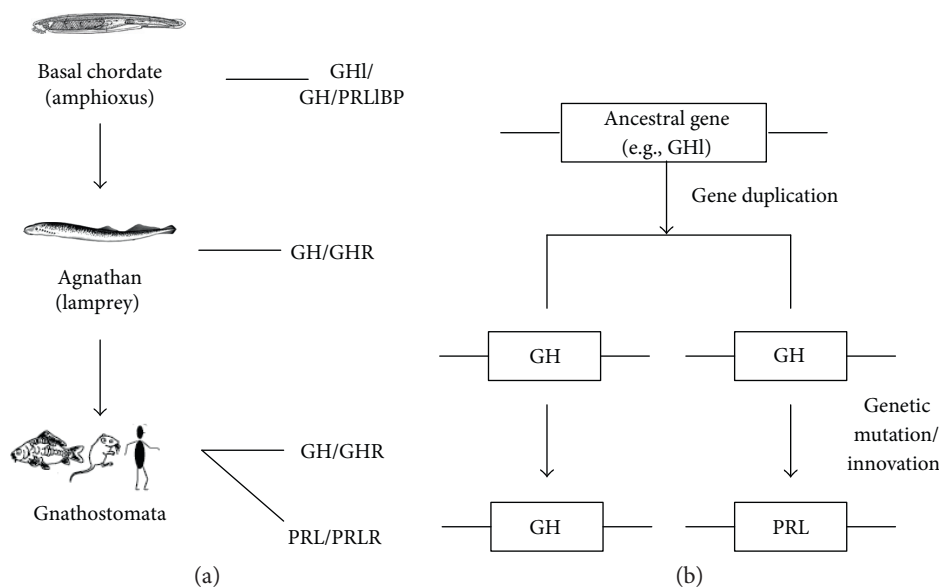 Basal chordate
(amphioxus)
GHl/
GH/PRLlBP
Agnathan
(lamprey)
GH/GHR
Gnathostomata
GH/GHR
PRL/PRLR
(a)
Ancestral gene
(e.g., GHl)
Gene duplication
GH
GH
Genetic
mutation/
innovation
GH
PRL
(b)